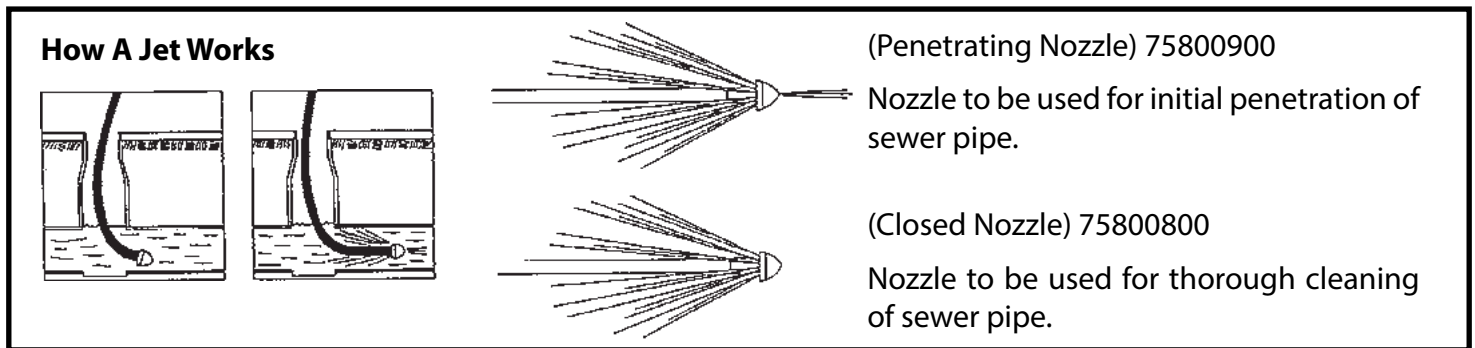 How A Jet Works
(Penetrating Nozzle) 75800900
Nozzle to be used for initial penetration of
sewer pipe.
(Closed Nozzle) 75800800
Nozzle to be used for thorough cleaning
of sewer pipe.